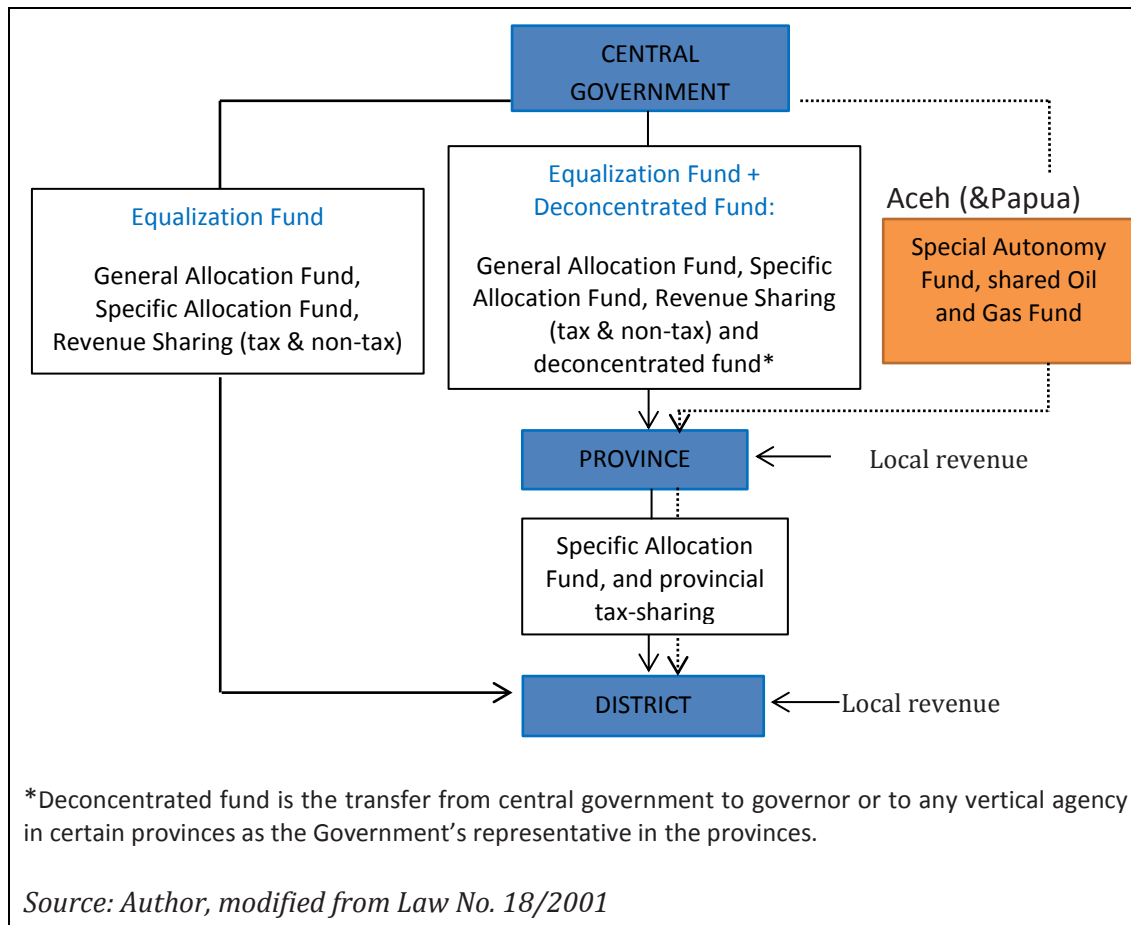 CENTRAL
GOVERNMENT
Equalization Fund
General Allocation Fund,
Specific Allocation Fund,
Revenue Sharing (tax & non-tax)
Equalization Fund +
Deconcentrated Fund:
General Allocation Fund, Specific
Allocation Fund, Revenue Sharing
(tax & non-tax) and
deconcentrated fund*
Aceh (&Papua)
Special Autonomy
Fund, shared Oil
and Gas Fund
PROVINCE
Local revenue
Specific Allocation
Fund, and provincial
tax-sharing
DISTRICT
Local revenue
*Deconcentrated fund is the transfer from central government to governor or to any vertical agency
in certain provinces as the Government’s representative in the provinces.
Source: Author, modified from Law No. 18/2001